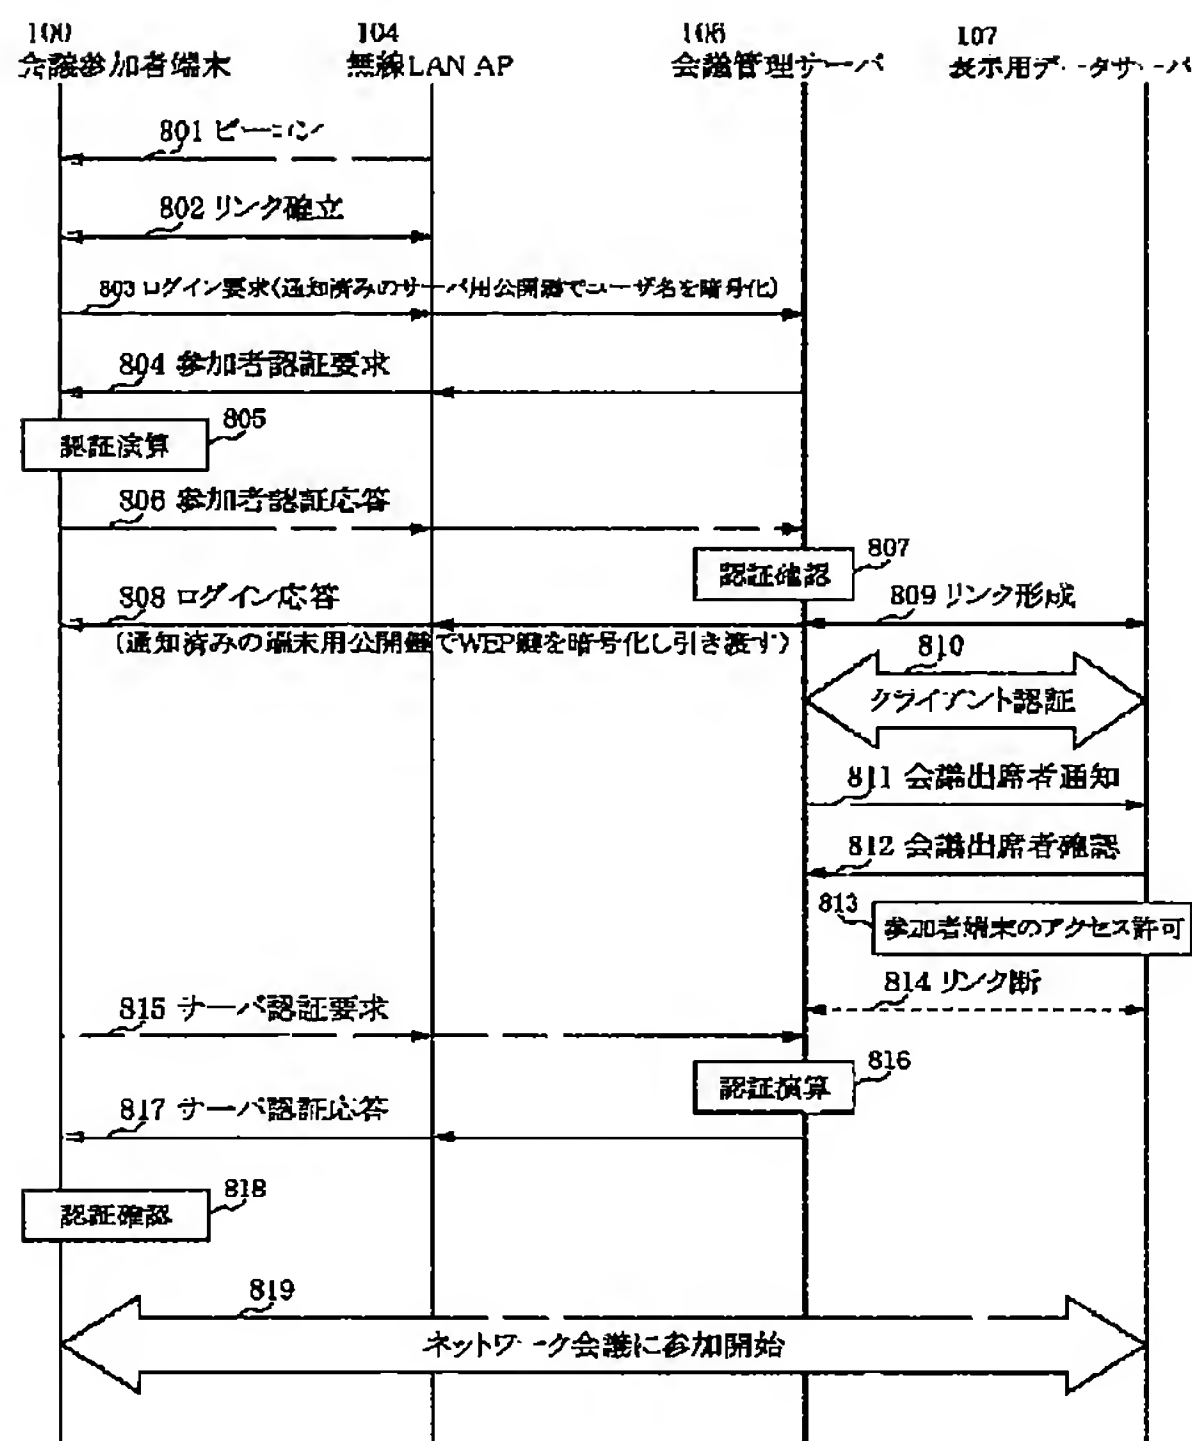 100
会議参加者端末
104
無線LAN AP
106
会議管理サーバ
107
表示用データサーバ
801 ビーコン
802 リンク確立
803 ログイン要求(通知済みのサーバ用公開鍵でユーザ名を暗号化)
804 参加者認証要求
805
認証演算
806 参加者認証応答
807
認証確認
808 ログイン応答
809 リンク形成
(通知済みの端末用公開鍵でWEP鍵を暗号化し引き渡す)
810
クライアント認証
811 会議出席者通知
812 会議出席者確認
813
参加者端末のアクセス許可
814 リンク断
815 サーバ認証要求
816
認証演算
817 サーバ認証応答
818
認証確認
819
ネットワーク会議に参加開始